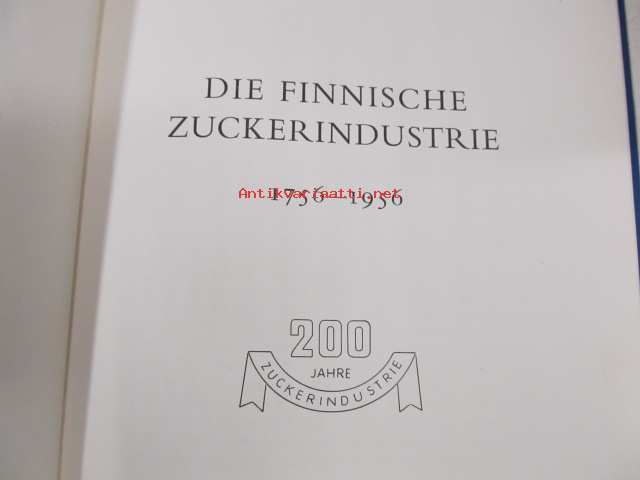 DIE FINNISCHE
ZUCKERINDUSTRIE
1756 1956
Antikvariaatti.net
200
JAHRE
ZUCKERINDUSTRIE